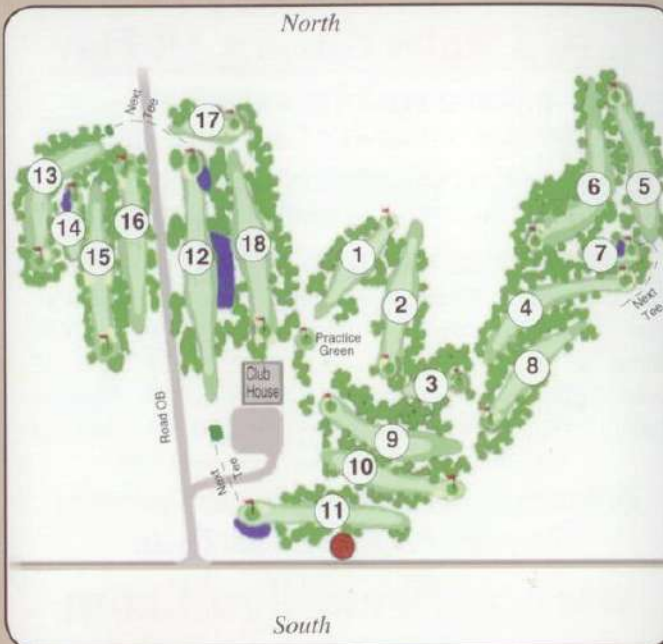 North
Next
Tee
17
13
6
5
14
16
1
12
18
7
15
2
4
Practice
Green
8
3
Club
House
Road OB
9
10
Next
Tee
11
South
Next
Tee